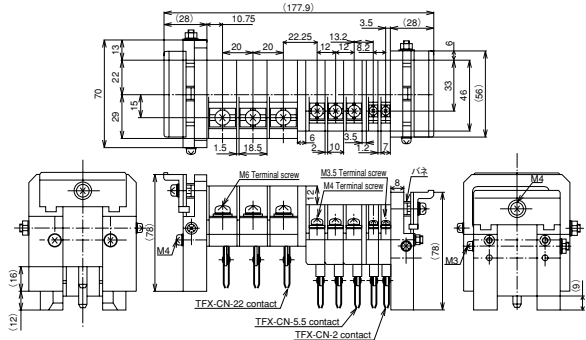 (177.9)
(28) 10.75 3.5 (28)
22.25 13.2
20 20 12 12 8.2
13 6
70 22 33 46 (56)
15
29
6
3.5
1.5 18.5 2 10 1.2 7
M6 Terminal screw
M3.5 Terminal screw
M4 Terminal screw
12 8 バネ
M4
(78) (78)
M4 M3
(16)
(12) (9)
TFX-CN-22 contact
TFX-CN-5.5 contact
TFX-CN-2 contact